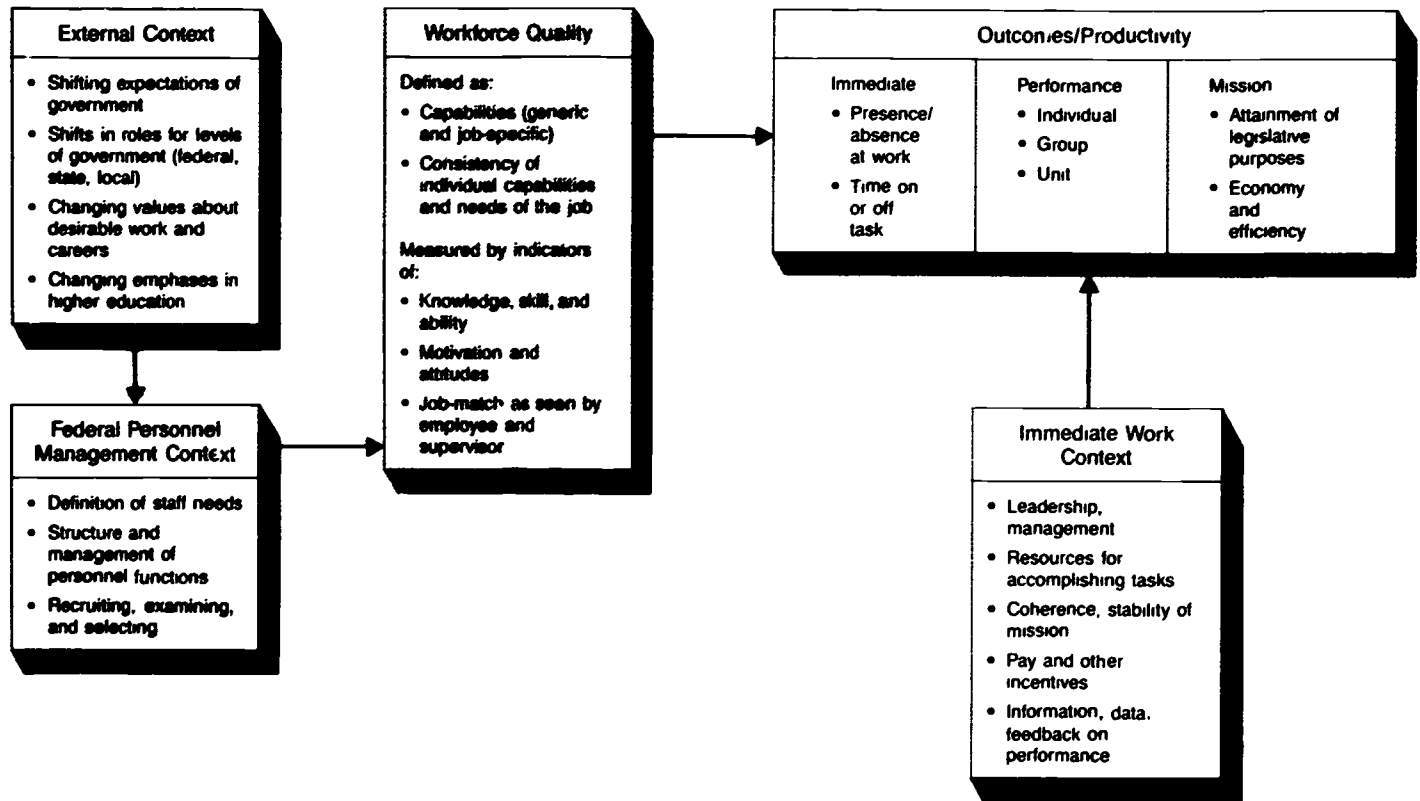 External Context
• Shifting expectations of
government
• Shifts in roles for levels
of government (federal,
state, local)
• Changing values about
desirable work and
careers
• Changing emphases in
higher education
Federal Personnel
Management Context
• Definition of staff needs
• Structure and
management of
personnel functions
• Recruiting, examining,
and selecting
Workforce Quality
Defined as:
• Capabilities (generic
and job-specific)
• Consistency of
individual capabilities
and needs of the job
Measured by indicators
of:
• Knowledge, skill, and
ability
• Motivation and
attitudes
• Job-match as seen by
employee and
supervisor
Outcomes/Productivity
Immediate
• Presence/
absence
at work
• Time on
or off
task
Performance
• Individual
• Group
• Unit
Mission
• Attainment of
legislative
purposes
• Economy
and
efficiency
Immediate Work
Context
• Leadership,
management
• Resources for
accomplishing tasks
• Coherence, stability of
mission
• Pay and other
incentives
• Information, data,
feedback on
performance